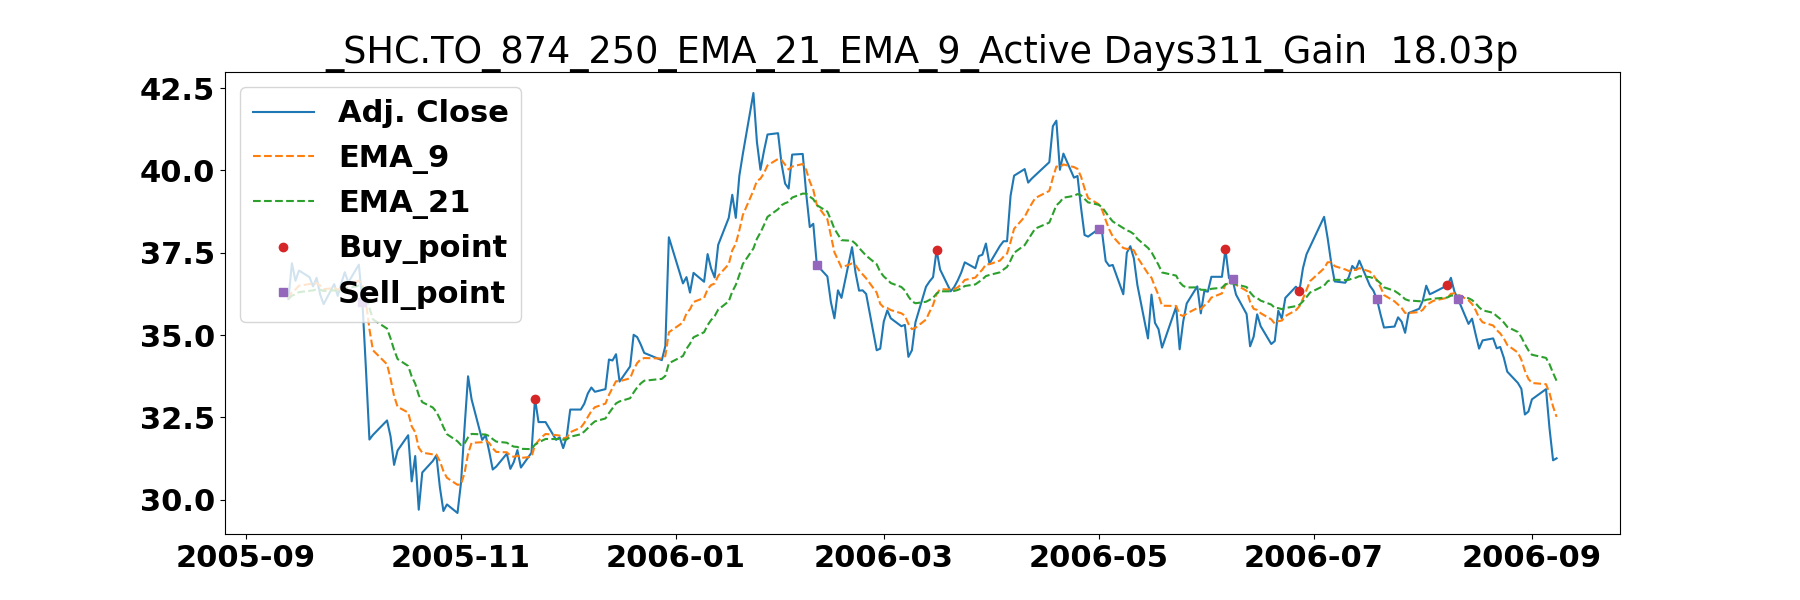 _SHC.TO_874_250_EMA_21_EMA_9_Active Days311_Gain  18.03p
42.5
40.0
37.5
35.0
32.5
30.0
Adj. Close
EMA_9
EMA_21
Buy_point
Sell_point
2005-09 2005-11 2006-01 2006-03 2006-05 2006-07 2006-09